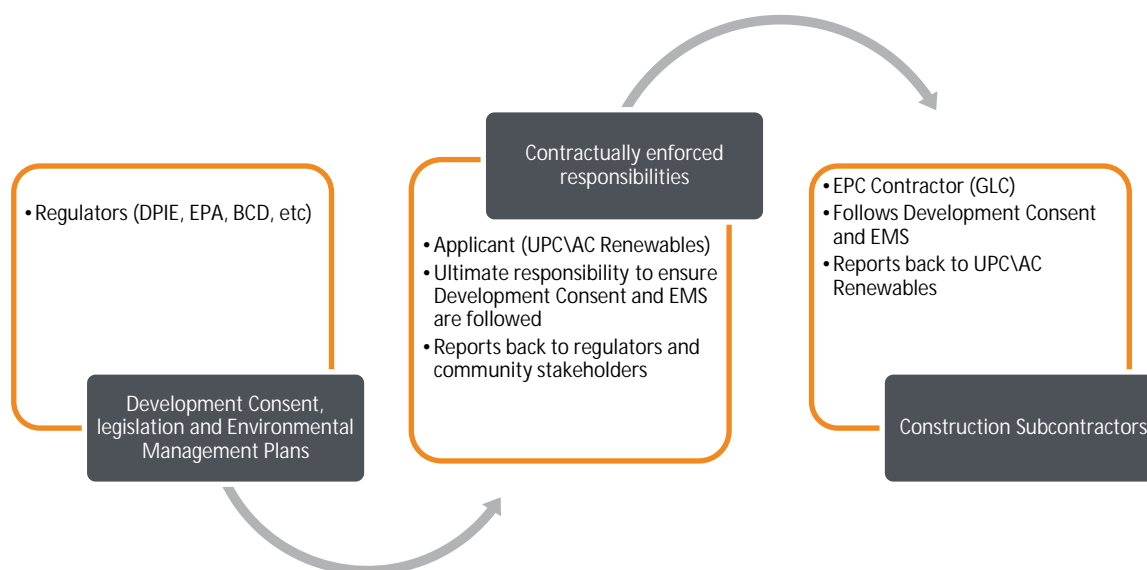 • Regulators (DPIE, EPA, BCD, etc)
Development Consent,
legislation and Environmental
Management Plans
Contractually enforced
responsibilities
• Applicant (UPC\AC Renewables)
• Ultimate responsibility to ensure
Development Consent and EMS
are followed
• Reports back to regulators and
community stakeholders
• EPC Contractor (GLC)
• Follows Development Consent
and EMS
• Reports back to UPC\AC
Renewables
Construction Subcontractors